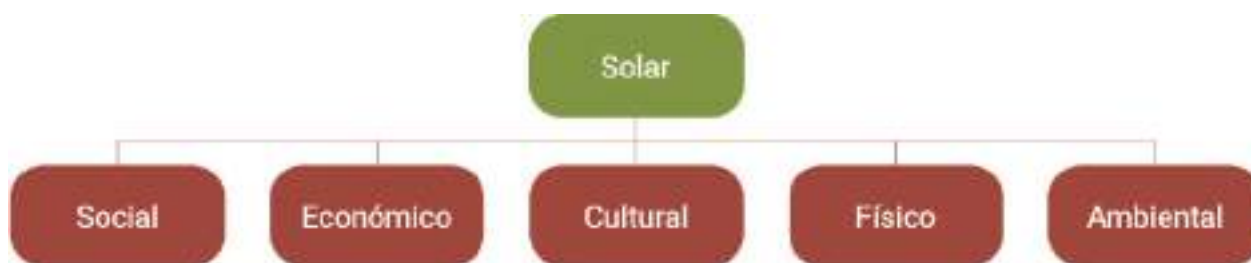 Solar
Social
Económico
Cultural
Físico
Ambiental